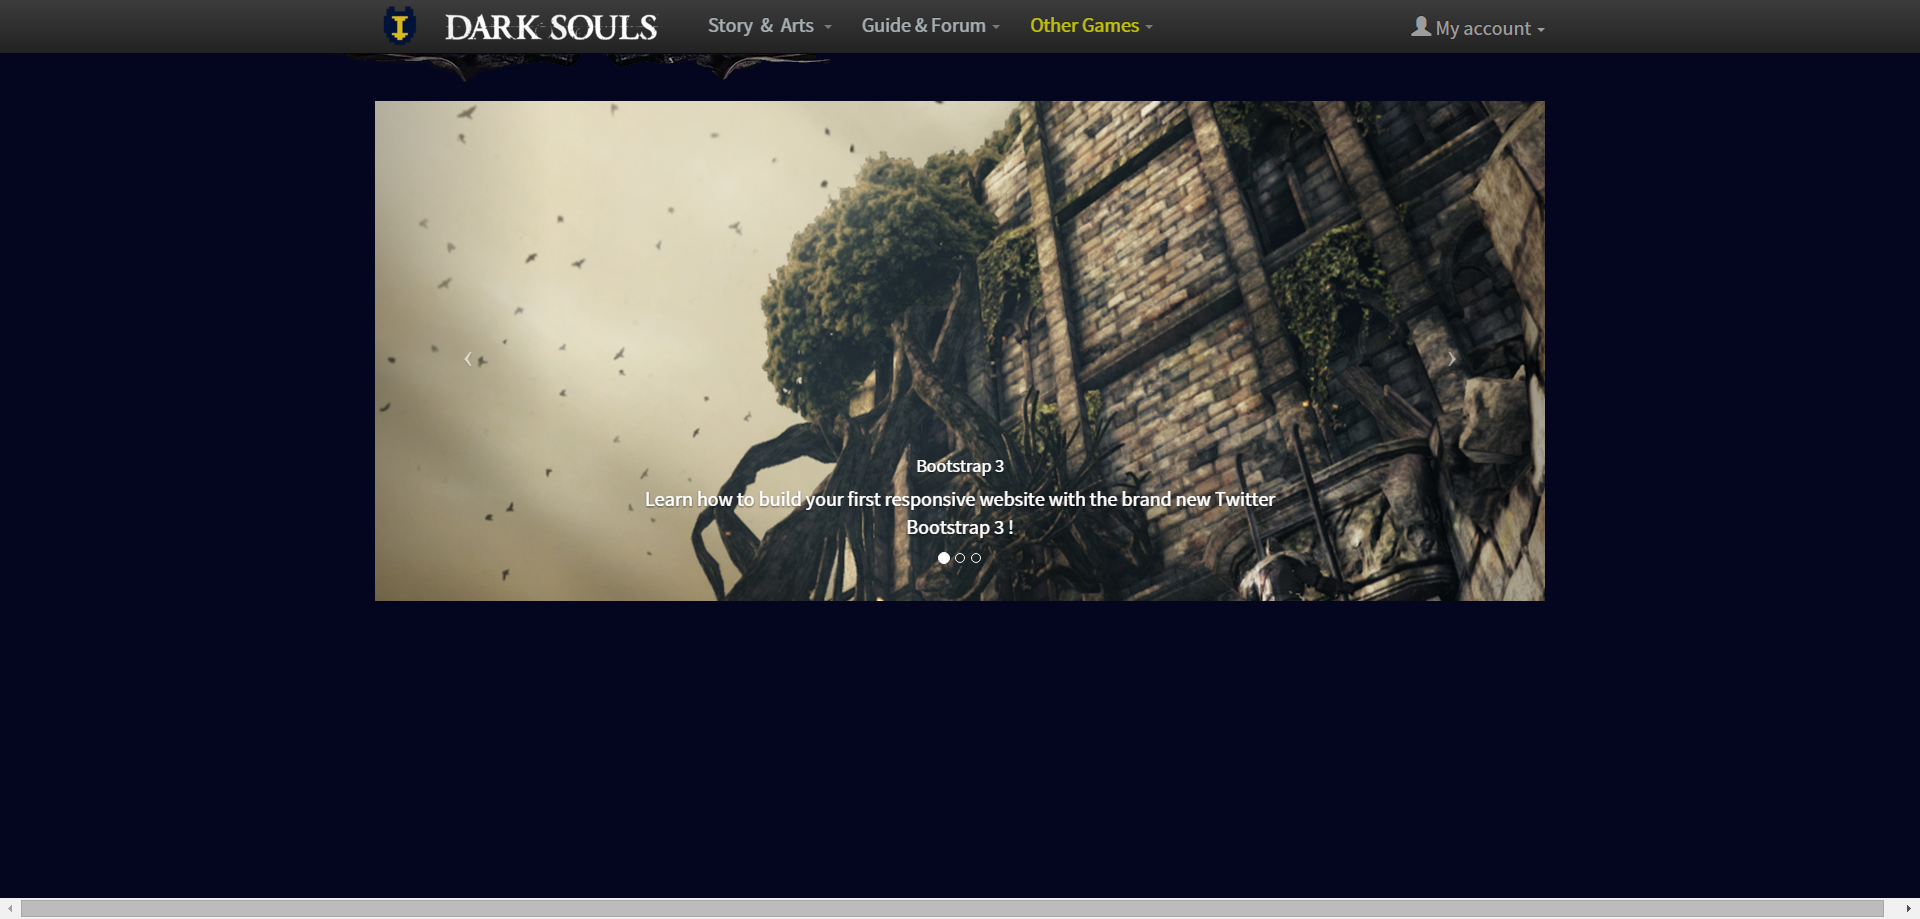 I DARK SOULS Story & Arts Guide & Forum Other Games My account
Bootstrap 3
Learn how to build your first responsive website with the brand new Twitter
Bootstrap 3 !